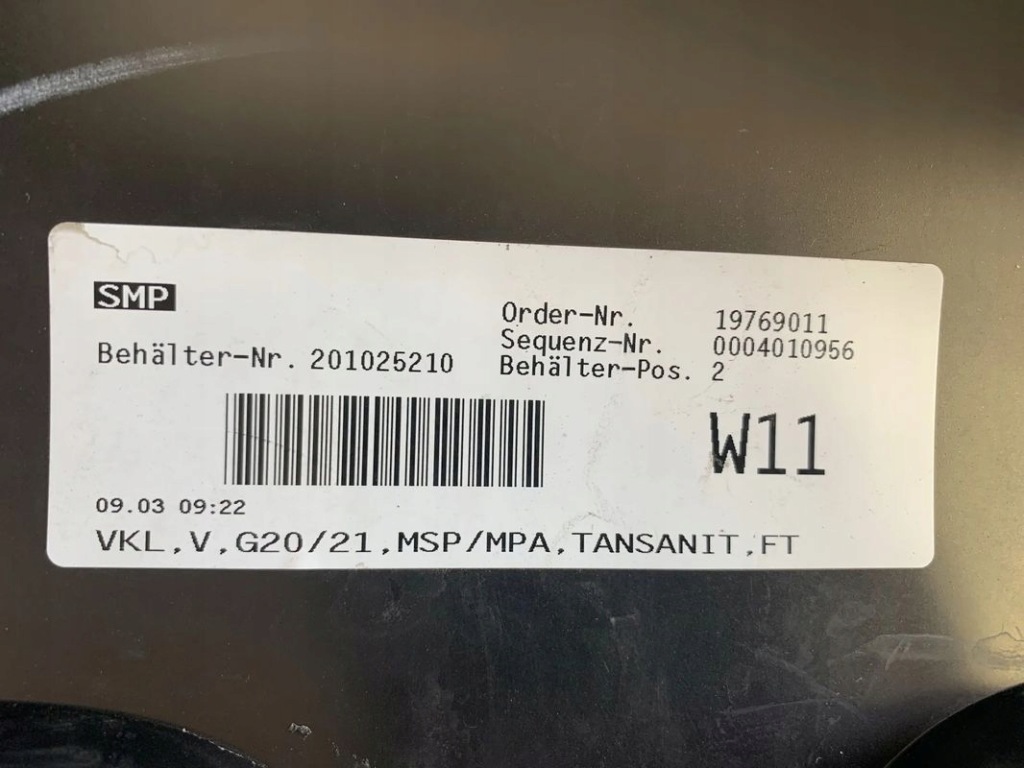 SMP
Order-Nr. 19769011
Sequenz-Nr. 0004010956
Behälter-Nr. 201025210
Behälter-Pos. 2
W11
09.03 09:22
VKL,V,G20/21,MSP/MPA,TANSANIT,FT